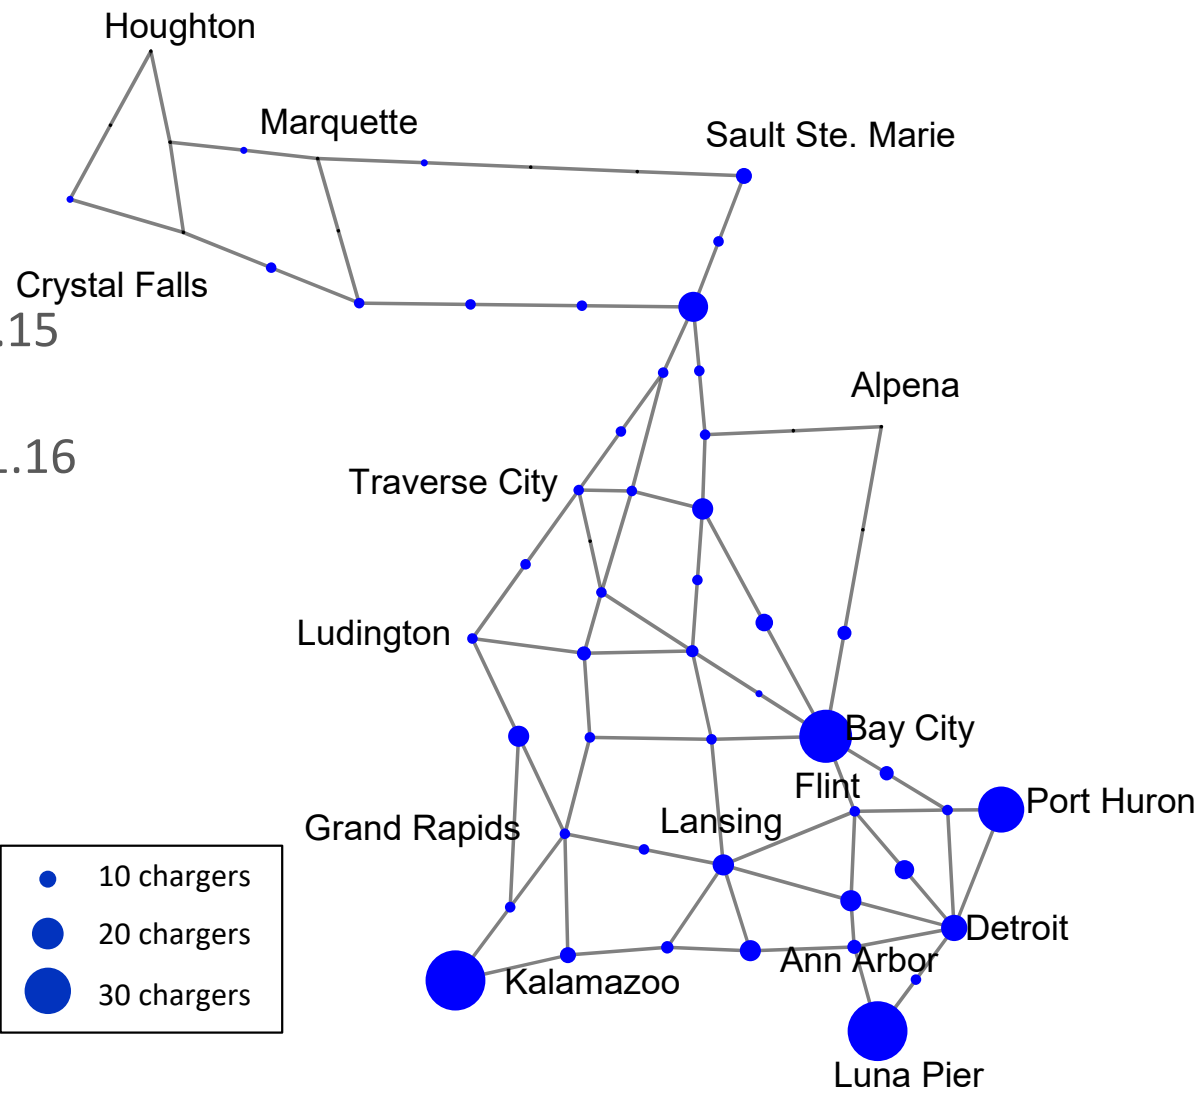 Houghton
Marquette
Sault Ste. Marie
Crystal Falls
.15
Alpena
1.16
Traverse City
Ludington
Bay City
Flint
Port Huron
Grand Rapids
Lansing
10 chargers
20 chargers
Detroit
Ann Arbor
Kalamazoo
30 chargers
Luna Pier